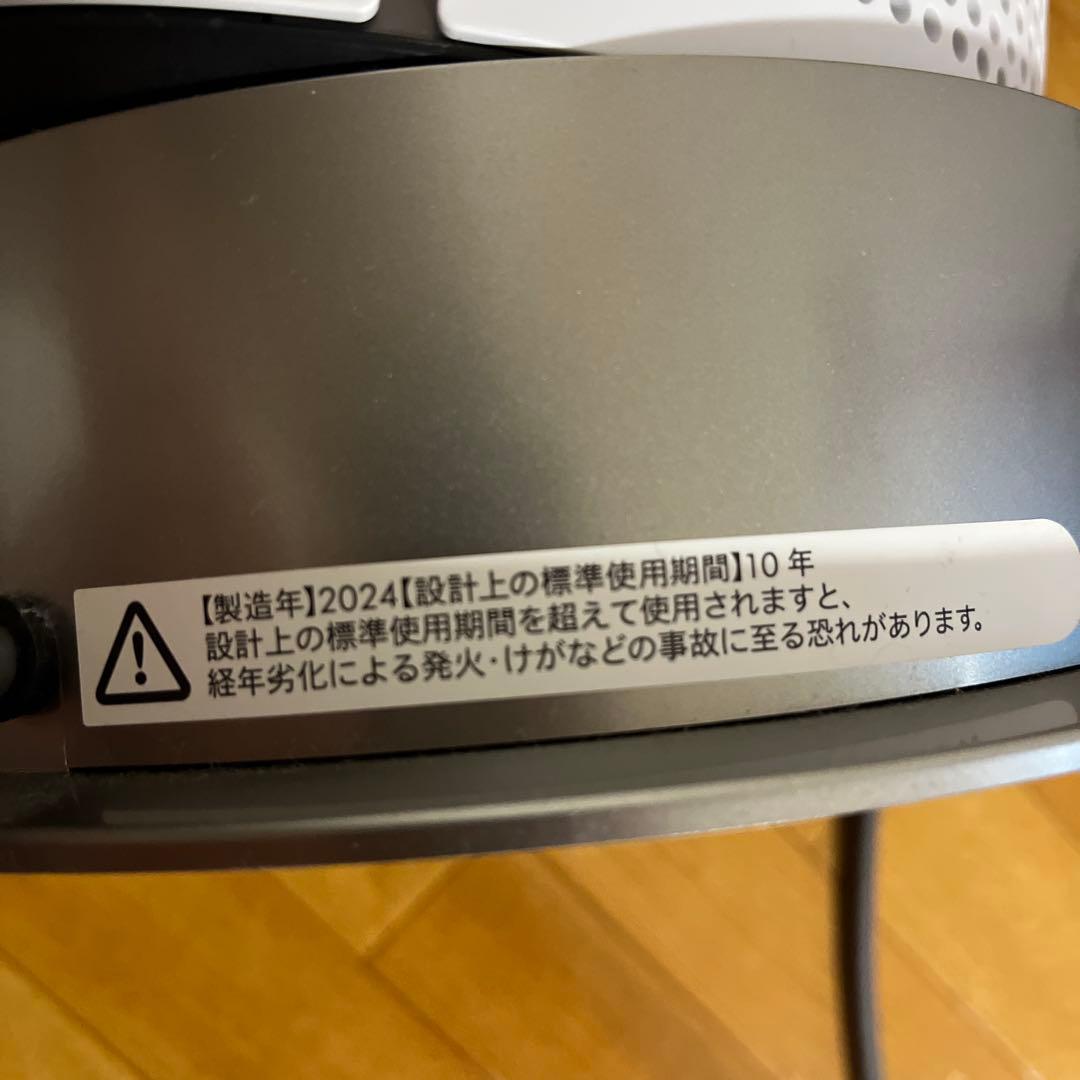 【製造年】2024【設計上の標準使用期間】10 年
設計上の標準使用期間を超えて使用されますと、
経年劣化による発火・けがなどの事故に至る恐れがあります。